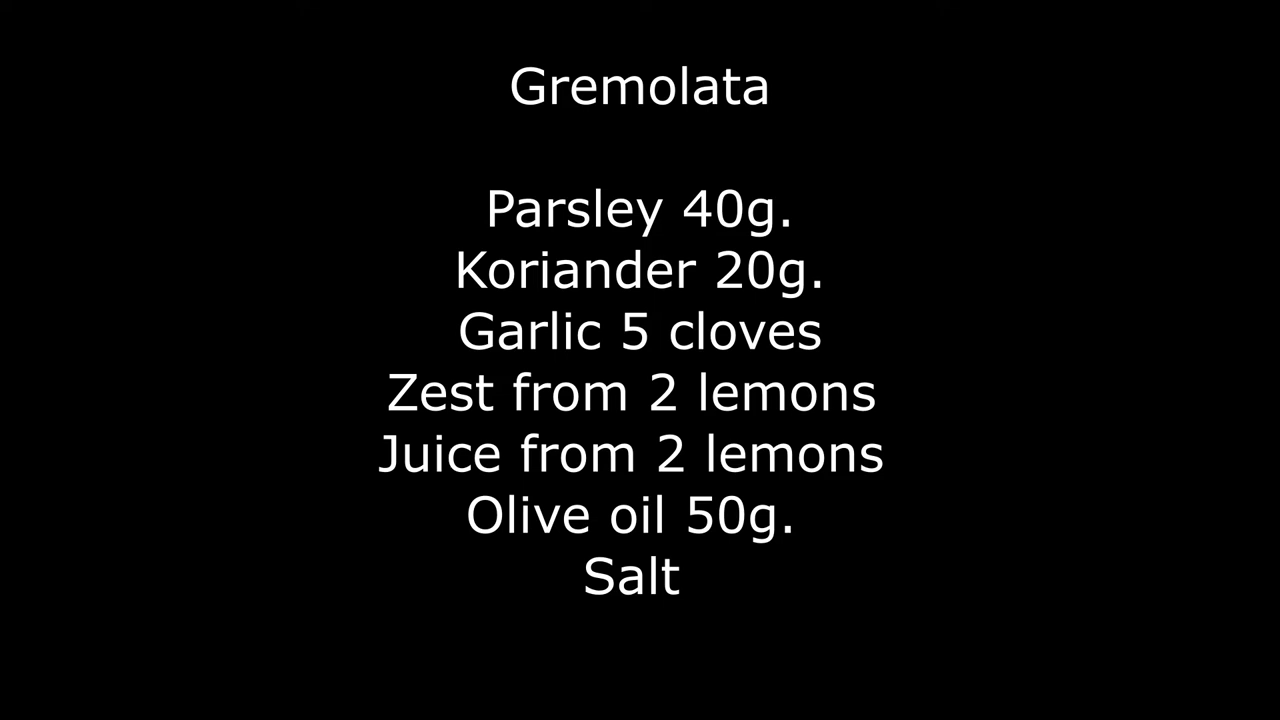 Gremolata
Parsley 40g.
Koriander 20g.
Garlic 5 cloves
Zest from 2 lemons
Juice from 2 lemons
Olive oil 50g.
Salt